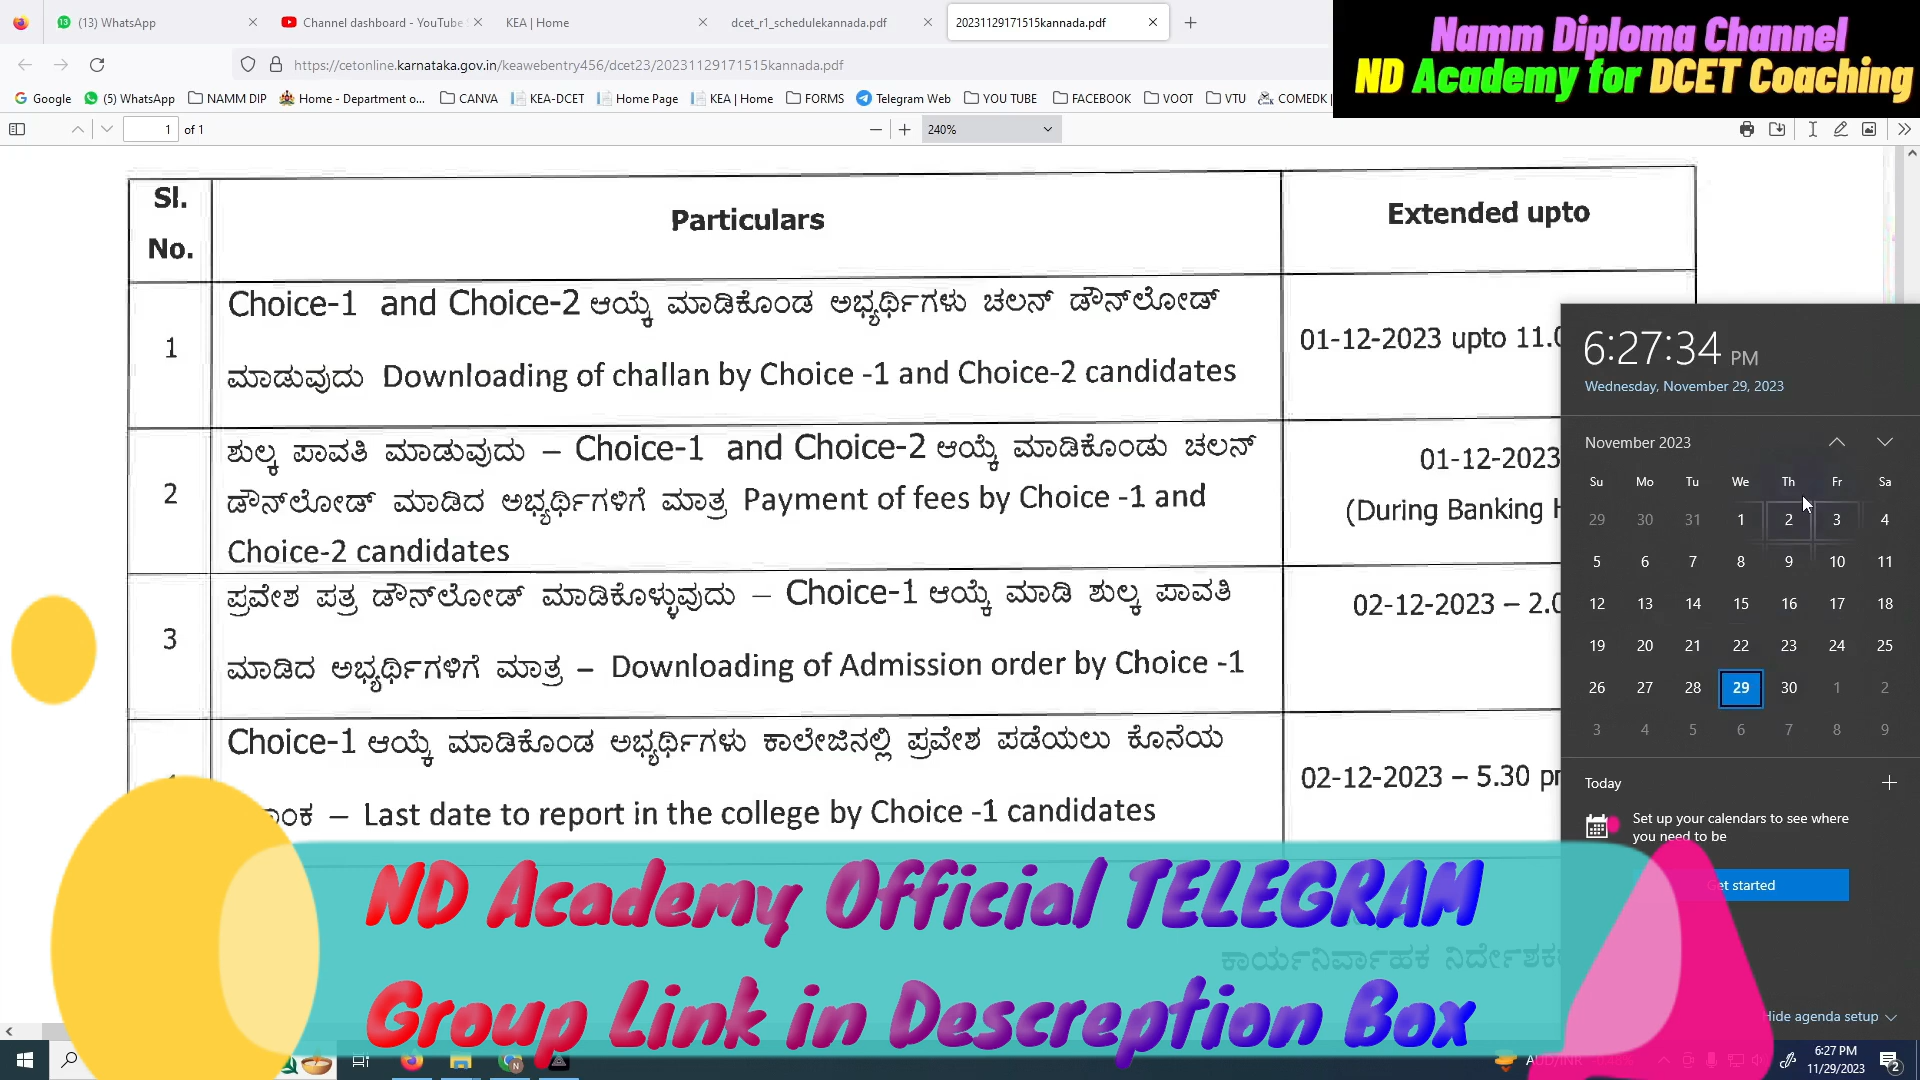 (13) WhatsApp
Channel dashboard - YouTube
KEA | Home
dcet_r1_schedulekannada.pdf
20231129171515kannada.pdf
Namm Diploma Channel
ND Academy for DCET Coaching
https://cetonline.karnataka.gov.in/keawebentry456/dcet23/20231129171515kannada.pdf
Google (5) WhatsApp NAMM DIP Home - Department o... CANVA KEA-DCET Home Page KEA | Home FORMS Telegram Web YOU TUBE FACEBOOK VOOT VTU COMEDK
1 of 1 240%
Sl. No. Particulars Extended upto
1 Choice-1 and Choice-2 ಆಯ್ಕೆ ಮಾಡಿಕೊಂಡ ಅಭ್ಯರ್ಥಿಗಳು ಚಲನ್ ಡೌನ್‌ಲೋಡ್
ಮಾಡುವುದು Downloading of challan by Choice -1 and Choice-2 candidates
01-12-2023 upto 11.0
2 ಶುಲ್ಕ ಪಾವತಿ ಮಾಡುವುದು – Choice-1 and Choice-2 ಆಯ್ಕೆ ಮಾಡಿಕೊಂಡು ಚಲನ್
ಡೌನ್‌ಲೋಡ್ ಮಾಡಿದ ಅಭ್ಯರ್ಥಿಗಳಿಗೆ ಮಾತ್ರ Payment of fees by Choice -1 and
Choice-2 candidates
01-12-2023
(During Banking H
3 ಪ್ರವೇಶ ಪತ್ರ ಡೌನ್‌ಲೋಡ್ ಮಾಡಿಕೊಳ್ಳುವುದು – Choice-1 ಆಯ್ಕೆ ಮಾಡಿ ಶುಲ್ಕ ಪಾವತಿ
ಮಾಡಿದ ಅಭ್ಯರ್ಥಿಗಳಿಗೆ ಮಾತ್ರ – Downloading of Admission order by Choice -1
02-12-2023 – 2.0
Choice-1 ಆಯ್ಕೆ ಮಾಡಿಕೊಂಡ ಅಭ್ಯರ್ಥಿಗಳು ಕಾಲೇಜಿನಲ್ಲಿ ಪ್ರವೇಶ ಪಡೆಯಲು ಕೊನೆಯ
– Last date to report in the college by Choice -1 candidates
02-12-2023 – 5.30 pm
6:27:34 PM
Wednesday, November 29, 2023
November 2023
Su Mo Tu We Th Fr Sa
29 30 31 1 2 3 4
5 6 7 8 9 10 11
12 13 14 15 16 17 18
19 20 21 22 23 24 25
26 27 28 29 30 1 2
3 4 5 6 7 8 9
Today
Set up your calendars to see where
you need to be
Get started
Hide agenda setup
ಕಾರ್ಯನಿರ್ವಾಹಕ
ND Academy Official TELEGRAM
Group Link in Descreption Box
AUD/INR
6:27 PM
11/29/2023
2